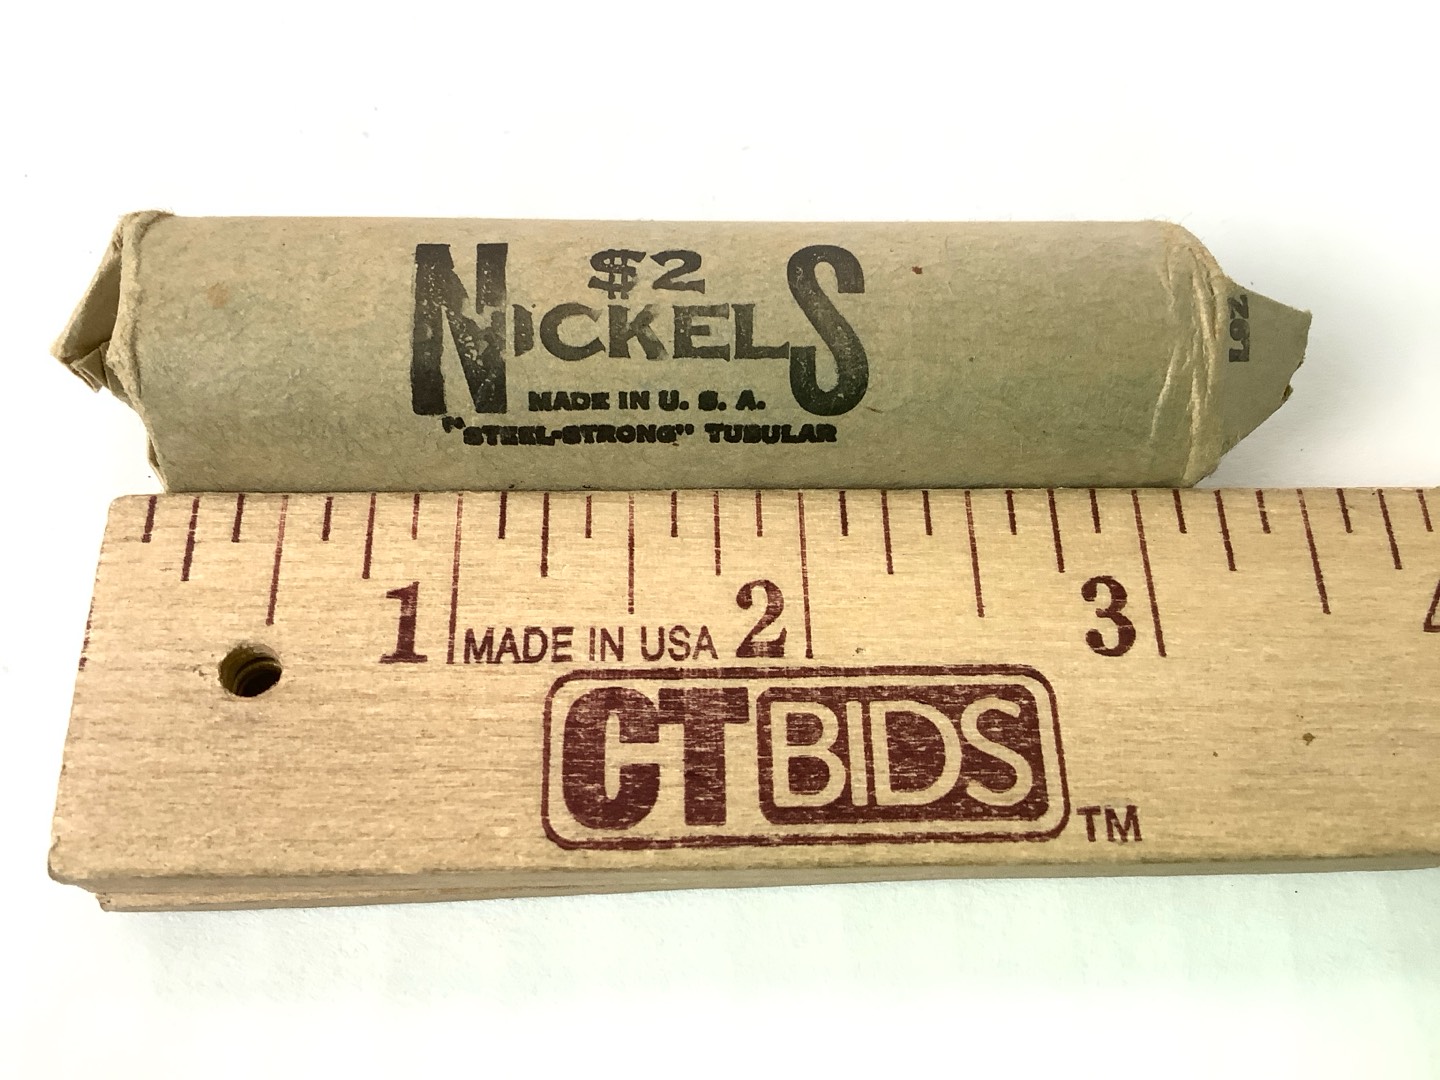 $2
NICKELS
MADE IN U. S. A.
"STEEL-STRONG" TUBULAR
1 2 3
MADE IN USA
CTBIDS TM